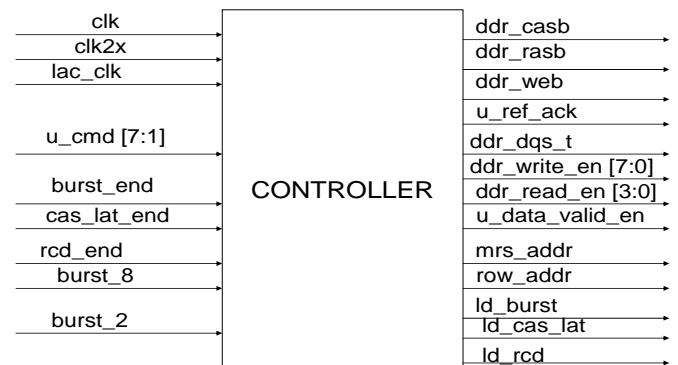 clk
clk2x
lac_clk
u_cmd [7:1]
burst_end
cas_lat_end
rcd_end
burst_8
burst_2
CONTROLLER
ddr_casb
ddr_rasb
ddr_web
u_ref_ack
ddr_dqs_t
ddr_write_en [7:0]
ddr_read_en [3:0]
u_data_valid_en
mrs_addr
row_addr
ld_burst
ld_cas_lat
ld_rcd